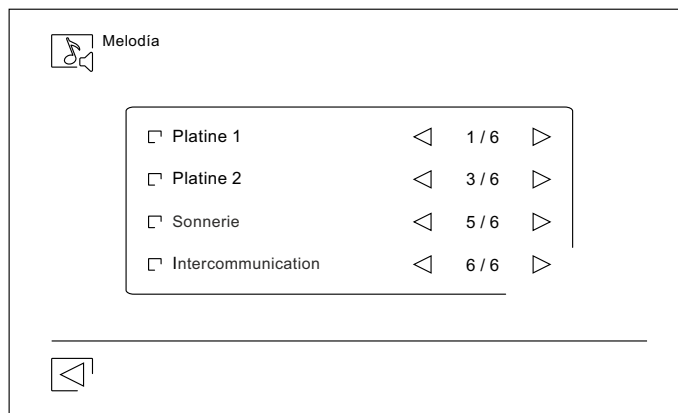 Melodía
Platine 1 1 / 6
Platine 2 3 / 6
Sonnerie 5 / 6
Intercommunication 6 / 6